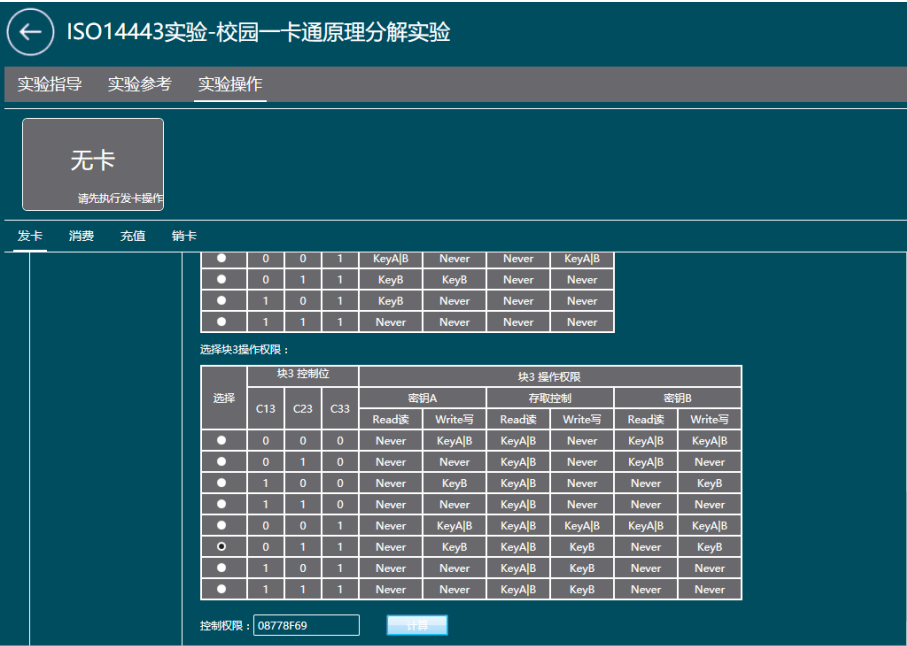 ISO14443实验-校园一卡通原理分解实验
实验指导 实验参考 实验操作
无卡
请先执行发卡操作
发卡 消费 充值 销卡
0 0 1 KeyA|B Never Never KeyA|B
0 1 1 KeyB KeyB Never Never
1 0 1 KeyB Never Never Never
1 1 1 Never Never Never Never
选择块3操作权限：
选择 块3 控制位 块3 操作权限
C13 C23 C33 密钥A 存取控制 密钥B
Read读 Write写 Read读 Write写 Read读 Write写
0 0 0 Never KeyA|B KeyA|B Never KeyA|B KeyA|B
0 1 0 Never Never KeyA|B Never KeyA|B Never
1 0 0 Never KeyB KeyA|B Never Never KeyB
1 1 0 Never Never KeyA|B Never Never Never
0 0 1 Never KeyA|B KeyA|B KeyA|B KeyA|B KeyA|B
0 1 1 Never KeyB KeyA|B KeyB Never KeyB
1 0 1 Never Never KeyA|B KeyB Never Never
1 1 1 Never Never KeyA|B KeyB Never Never
控制权限：08778F69 计算